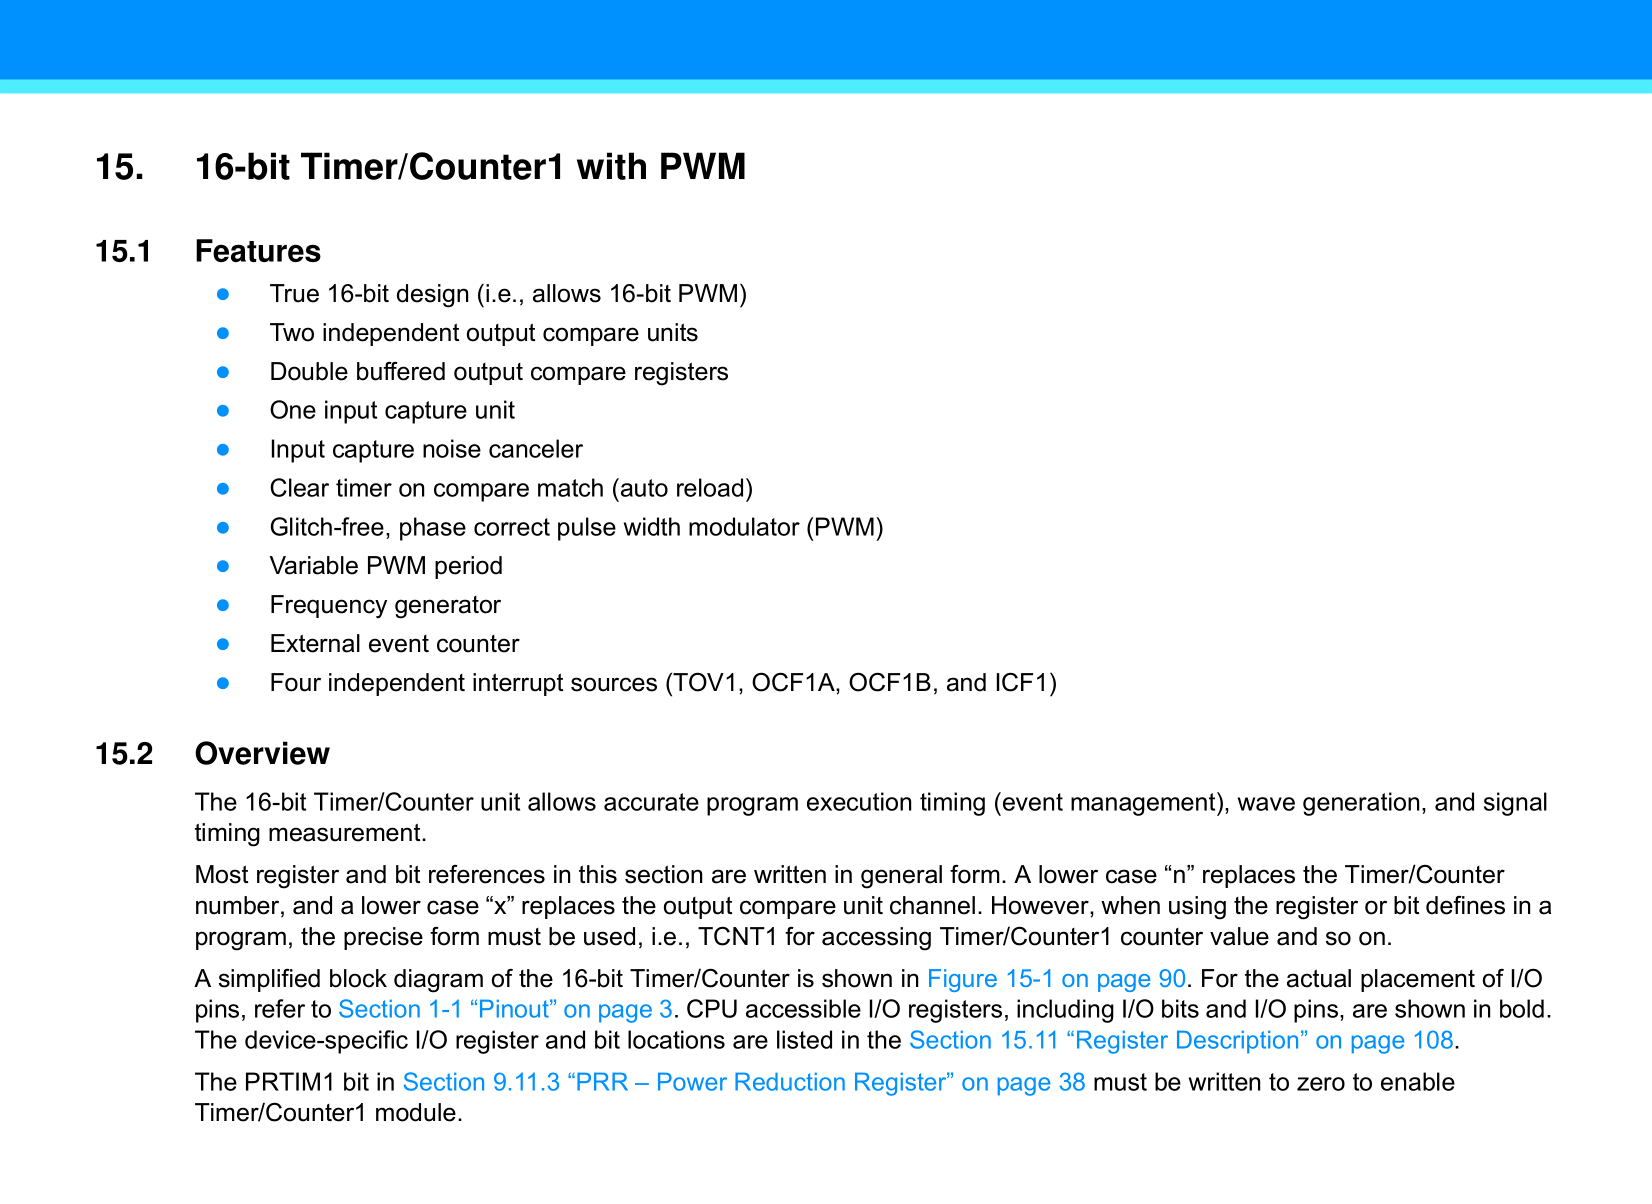 15. 16-bit Timer/Counter1 with PWM
15.1 Features
● True 16-bit design (i.e., allows 16-bit PWM)
● Two independent output compare units
● Double buffered output compare registers
● One input capture unit
● Input capture noise canceler
● Clear timer on compare match (auto reload)
● Glitch-free, phase correct pulse width modulator (PWM)
● Variable PWM period
● Frequency generator
● External event counter
● Four independent interrupt sources (TOV1, OCF1A, OCF1B, and ICF1)
15.2 Overview
The 16-bit Timer/Counter unit allows accurate program execution timing (event management), wave generation, and signal
timing measurement.
Most register and bit references in this section are written in general form. A lower case “n” replaces the Timer/Counter
number, and a lower case “x” replaces the output compare unit channel. However, when using the register or bit defines in a
program, the precise form must be used, i.e., TCNT1 for accessing Timer/Counter1 counter value and so on.
A simplified block diagram of the 16-bit Timer/Counter is shown in Figure 15-1 on page 90. For the actual placement of I/O
pins, refer to Section 1-1 “Pinout” on page 3. CPU accessible I/O registers, including I/O bits and I/O pins, are shown in bold.
The device-specific I/O register and bit locations are listed in the Section 15.11 “Register Description” on page 108.
The PRTIM1 bit in Section 9.11.3 “PRR – Power Reduction Register” on page 38 must be written to zero to enable
Timer/Counter1 module.